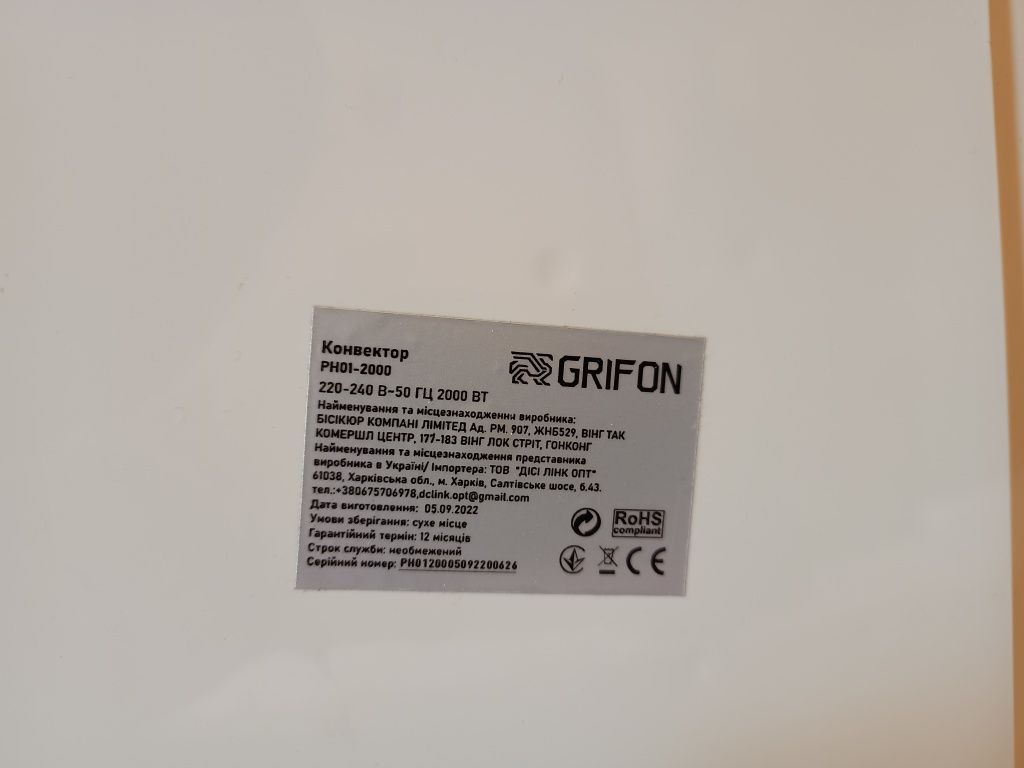 Конвектор
PH01-2000
GRIFON
220-240 В~50 ГЦ 2000 ВТ
Найменування та місцезнаходження виробника:
БІСІКЮР КОМПАНІ ЛІМІТЕД Ад. РМ. 907, ЖНБ529, ВІНГ ТАК
КОМЕРШЛ ЦЕНТР, 177-183 ВІНГ ЛОК СТРІТ, ГОНКОНГ
Найменування та місцезнаходження представника
виробника в Україні/ Імпортера: ТОВ "ДІСІ ЛІНК ОПТ"
61038, Харківська обл., м. Харків, Салтівське шосе, б.43.
тел.:+380675706978,dclink.opt@gmail.com
Дата виготовлення: 05.09.2022
Умови зберігання: сухе місце
Гарантійний термін: 12 місяців
Строк служби: необмежений
Серійний номер: PH0120005092200626
RoHS
compliant
CE